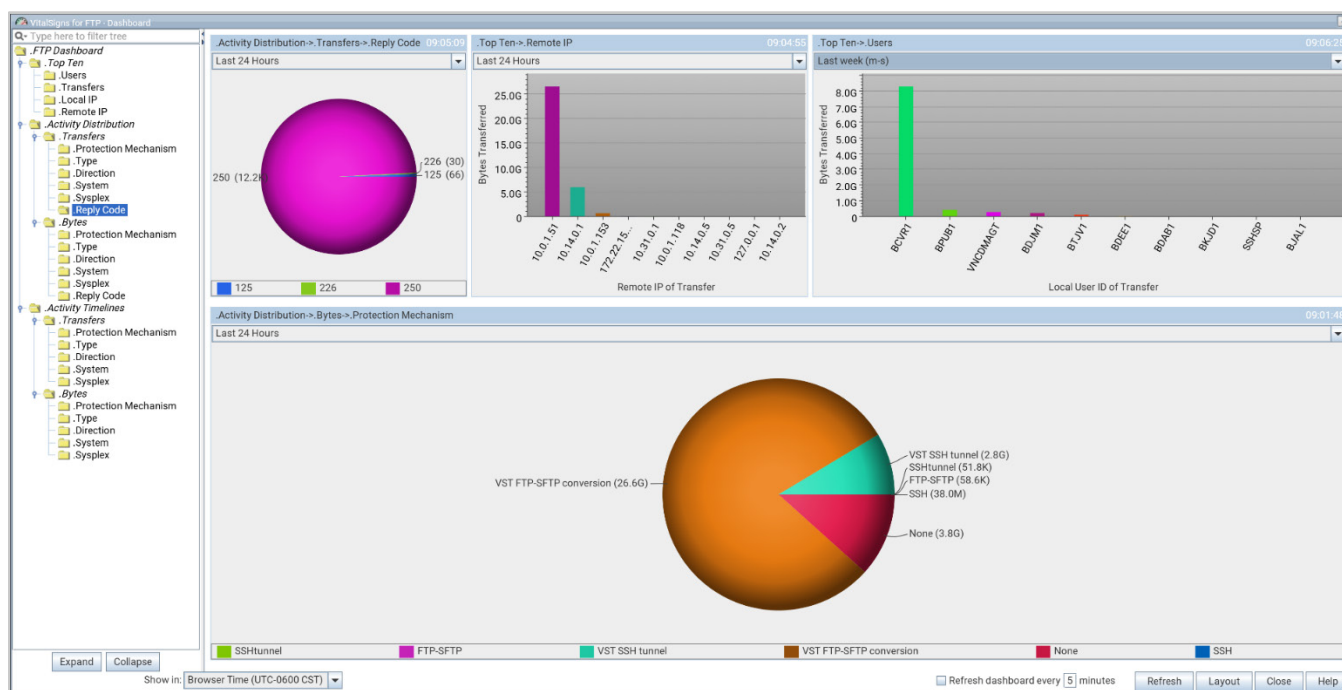 VitalSigns for FTP - Dashboard
Type here to filter tree
.FTP Dashboard
.Top Ten
.Users
.Transfers
.Local IP
.Remote IP
.Activity Distribution
.Transfers
.Protection Mechanism
.Type
.Direction
.System
.Sysplex
.Reply Code
.Bytes
.Protection Mechanism
.Type
.Direction
.System
.Sysplex
.Reply Code
.Activity Timelines
.Transfers
.Protection Mechanism
.Type
.Direction
.System
.Sysplex
.Bytes
.Protection Mechanism
.Type
.Direction
.System
.Sysplex
Expand Collapse
.Activity Distribution->.Transfers->.Reply Code 09:05:09
Last 24 Hours
226 (30)
250 (12.2K)
125 (66)
125 226 250
.Top Ten->.Remote IP 09:04:55
Last 24 Hours
Bytes Transferred
25.0G
20.0G
15.0G
10.0G
5.0G
0
10.0.1.51
10.14.0.1
10.0.1.153
172.22.15...
10.31.0.1
10.0.1.118
10.14.0.5
10.31.0.5
127.0.0.1
10.14.0.2
Remote IP of Transfer
.Top Ten->.Users 09:06:25
Last week (m-s)
Bytes Transferred
8.0G
7.0G
6.0G
5.0G
4.0G
3.0G
2.0G
1.0G
0
BCVR1
BPUB1
VNCDMAGT
BDJM1
BTJV1
BDEE1
BDAB1
BKJD1
SSHSP
BJAL1
Local User ID of Transfer
.Activity Distribution->.Bytes->.Protection Mechanism 09:01:48
Last 24 Hours
VST SSH tunnel (2.8G)
SSHtunnel (51.8K)
FTP-SFTP (58.6K)
SSH (38.0M)
VST FTP-SFTP conversion (26.6G)
None (3.8G)
SSHtunnel FTP-SFTP VST SSH tunnel VST FTP-SFTP conversion None SSH
Show in: Browser Time (UTC-0600 CST) Refresh dashboard every 5 minutes Refresh Layout Close Help